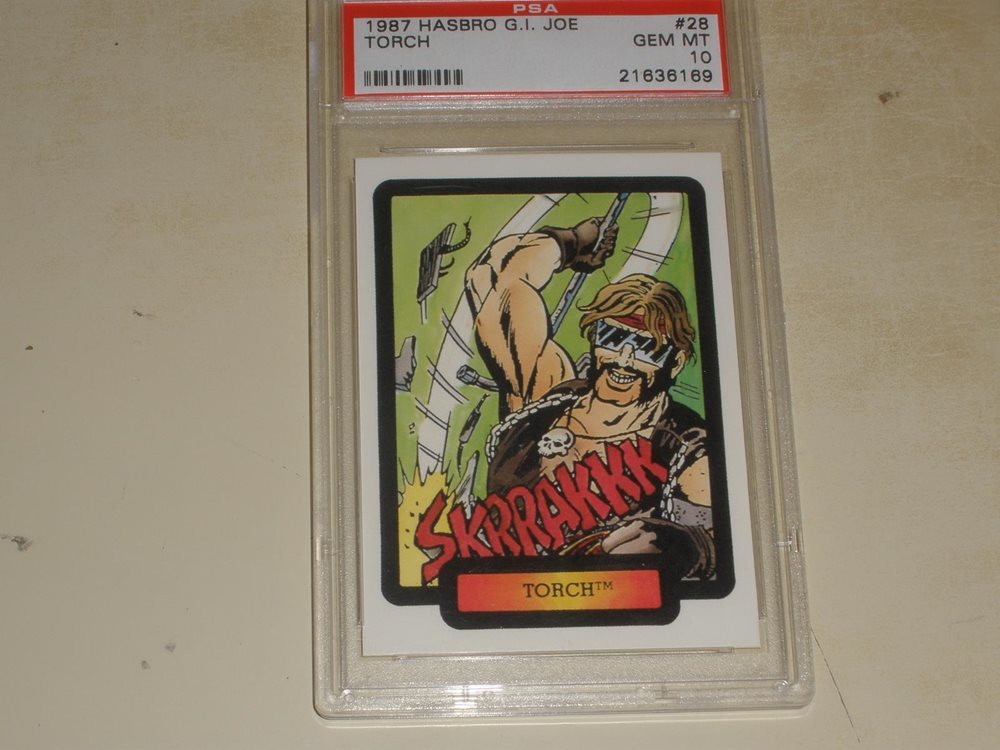 PSA
1987 HASBRO G.I. JOE #28
TORCH GEM MT
10
21636169
SKRRAKKK
TORCH™